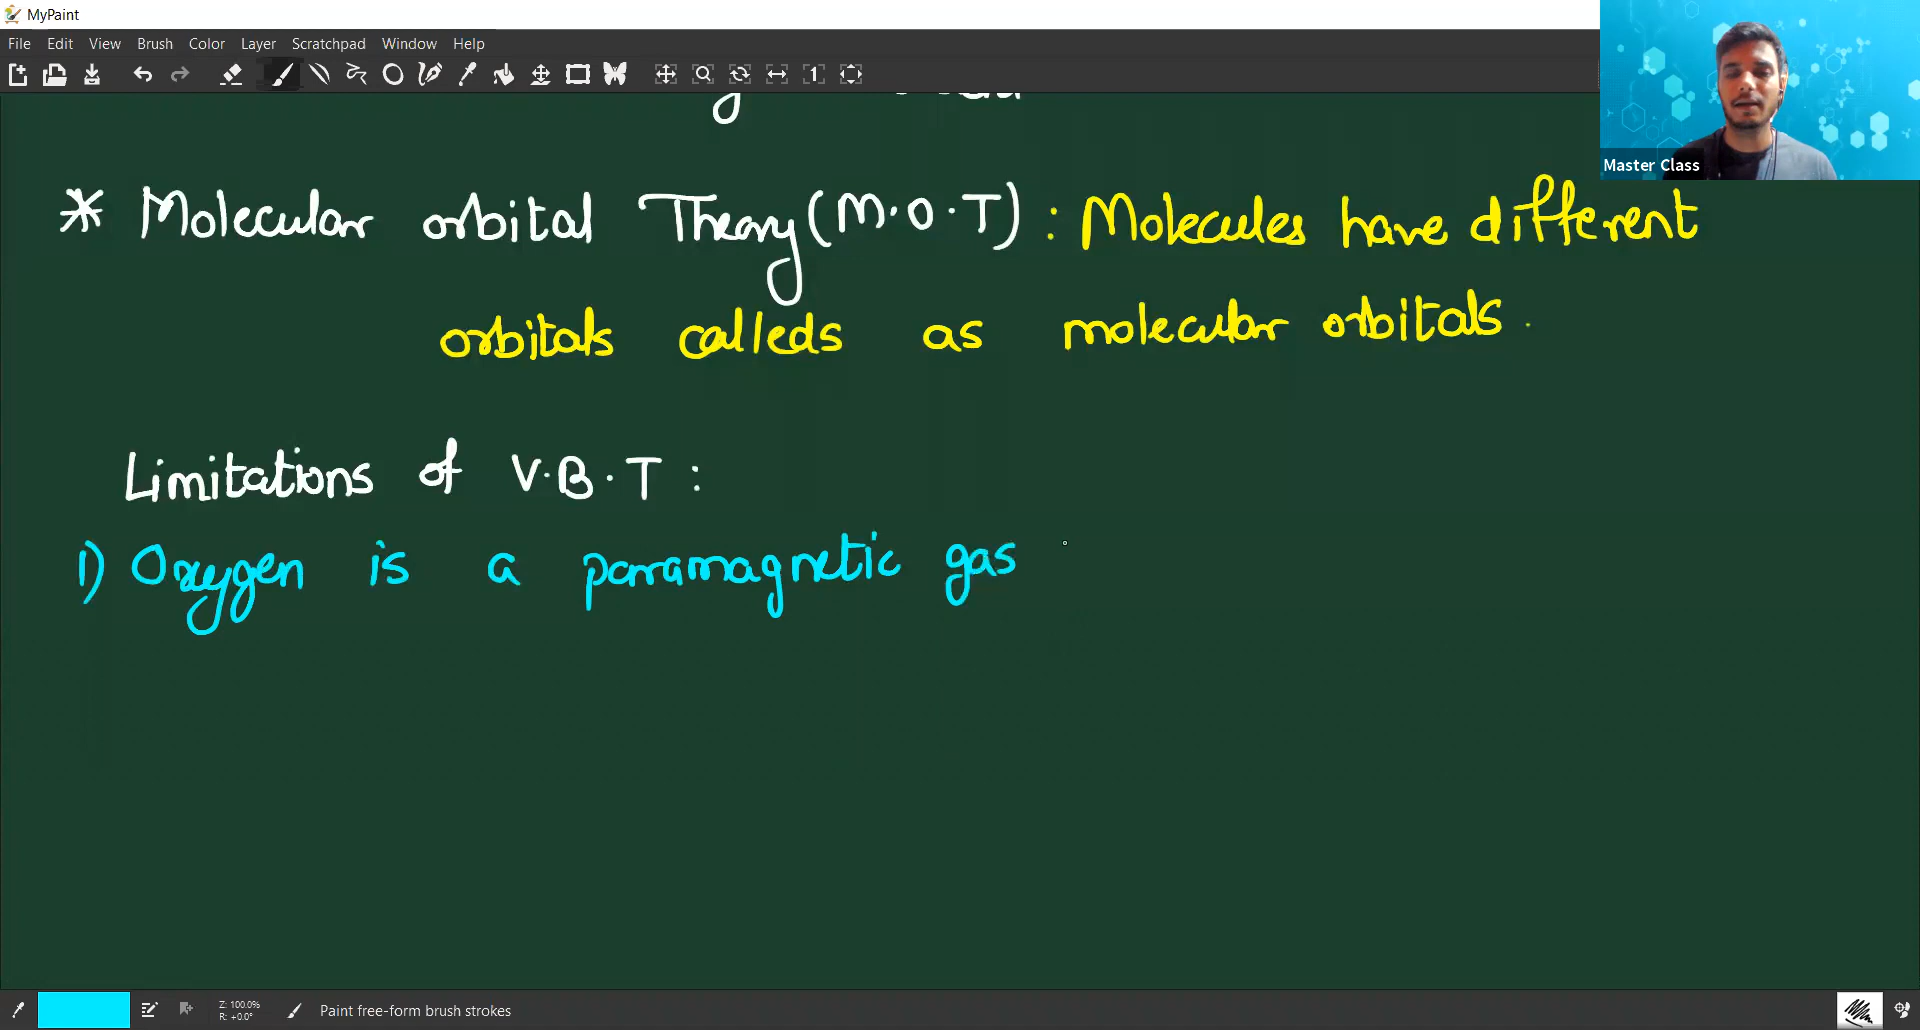 MyPaint
File Edit View Brush Color Layer Scratchpad Window Help
1
Master Class
* Molecular orbital Theory (M.O.T) : Molecules have different
orbitals calleds as molecular orbitals.
Limitations of V.B.T :
1) Oxygen is a paramagnetic gas
Z: 100.0%
R: +0.0°
Paint free-form brush strokes